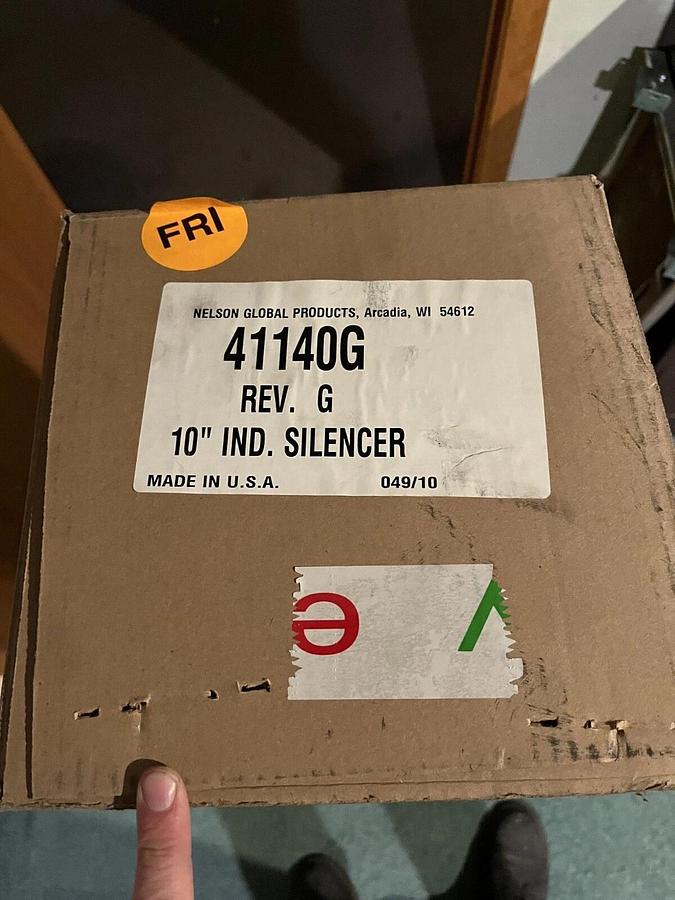 FRI
NELSON GLOBAL PRODUCTS, Arcadia, WI 54612
41140G
REV. G
10" IND. SILENCER
MADE IN U.S.A. 049/10